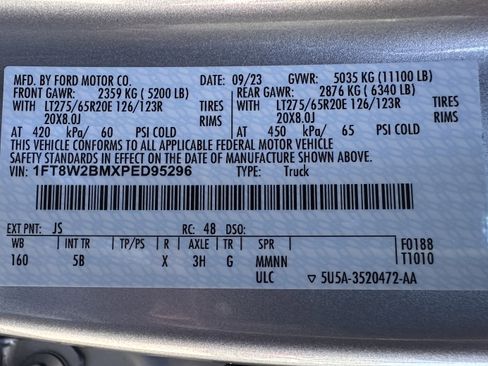 MFD. BY FORD MOTOR CO. DATE: 09/23 GVWR: 5035 KG (11100 LB)
FRONT GAWR: 2359 KG ( 5200 LB) REAR GAWR: 2876 KG ( 6340 LB)
WITH LT275/65R20E 126/123R TIRES WITH LT275/65R20E 126/123R TIRES
20X8.0J RIMS 20X8.0J RIMS
AT 420 kPa/ 60 PSI COLD AT 450 kPa/ 65 PSI COLD
THIS VEHICLE CONFORMS TO ALL APPLICABLE FEDERAL MOTOR VEHICLE
SAFETY AND THEFT PREVENTION STANDARDS IN EFFECT ON THE DATE OF MANUFACTURE SHOWN ABOVE.
VIN: 1FT8W2BMXPED95296 TYPE: Truck
EXT PNT: JS RC: 48 DSO:
WB INT TR TP/PS R AXLE TR SPR F0188
160 5B X 3H G MMNN T1010
ULC ▽ 5U5A-3520472-AA